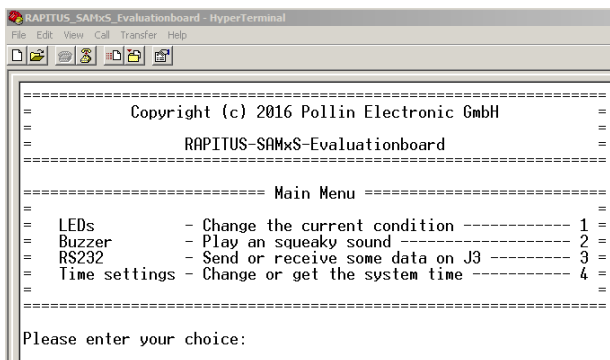 RAPITUS_SAMxS_Evaluationboard - HyperTerminal
File Edit View Call Transfer Help
==================================================================
= Copyright (c) 2016 Pollin Electronic GmbH =
= =
= RAPITUS-SAMxS-Evaluationboard =
==================================================================
=========================== Main Menu ===========================
= =
= LEDs - Change the current condition ------------ 1 =
= Buzzer - Play an squeaky sound ------------------- 2 =
= RS232 - Send or receive some data on J3 --------- 3 =
= Time settings - Change or get the system time ----------- 4 =
= =
==================================================================
Please enter your choice: